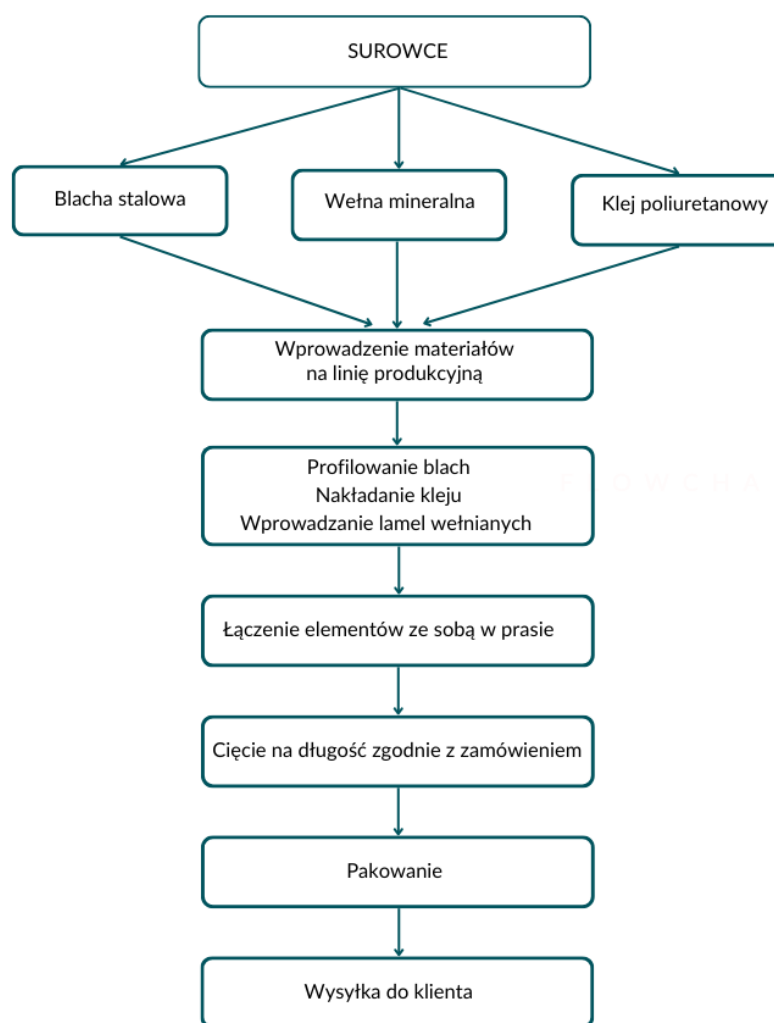 SUROWCE
Blacha stalowa
Wełna mineralna
Klej poliuretanowy
Wprowadzenie materiałów
na linię produkcyjną
Profilowanie blach
Nakładanie kleju
Wprowadzanie lamel wełnianych
Łączenie elementów ze sobą w prasie
Cięcie na długość zgodnie z zamówieniem
Pakowanie
Wysyłka do klienta